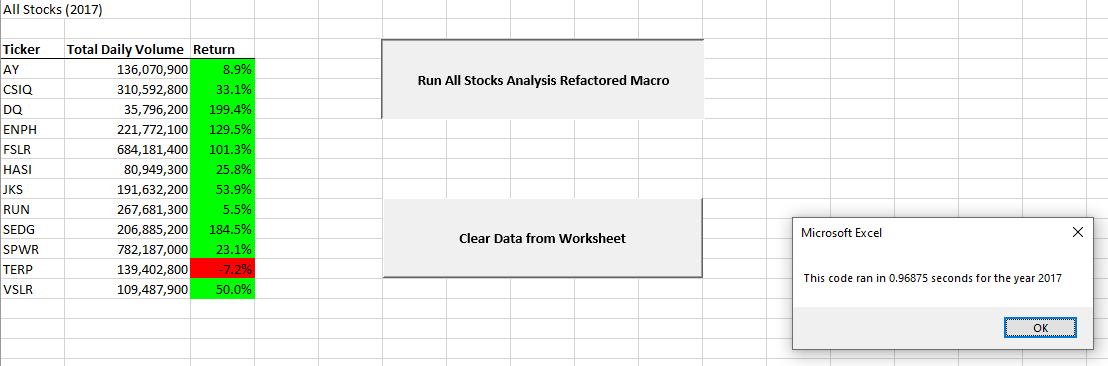 All Stocks (2017)
Ticker Total Daily Volume Return
AY 136,070,900 8.9%
CSIQ 310,592,800 33.1%
DQ 35,796,200 199.4%
ENPH 221,772,100 129.5%
FSLR 684,181,400 101.3%
HASI 80,949,300 25.8%
JKS 191,632,200 53.9%
RUN 267,681,300 5.5%
SEDG 206,885,200 184.5%
SPWR 782,187,000 23.1%
TERP 139,402,800 -7.2%
VSLR 109,487,900 50.0%
Run All Stocks Analysis Refactored Macro
Clear Data from Worksheet
Microsoft Excel
This code ran in 0.96875 seconds for the year 2017
OK